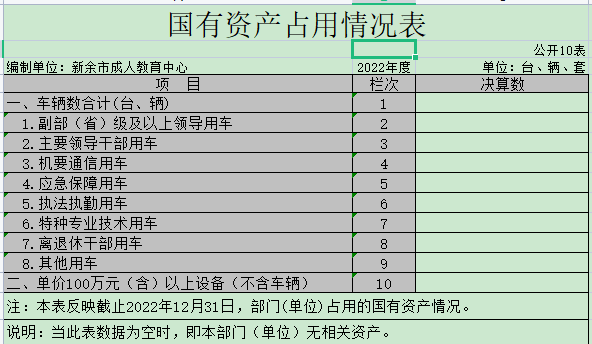 国有资产占用情况表
公开10表
编制单位：新余市成人教育中心 2022年度 单位：台、辆、套
项 目 栏次 决算数
一、车辆数合计(台、辆) 1
1.副部（省）级及以上领导用车 2
2.主要领导干部用车 3
3.机要通信用车 4
4.应急保障用车 5
5.执法执勤用车 6
6.特种专业技术用车 7
7.离退休干部用车 8
8.其他用车 9
二、单价100万元（含）以上设备（不含车辆） 10
注：本表反映截止2022年12月31日，部门(单位)占用的国有资产情况。
说明：当此表数据为空时，即本部门（单位）无相关资产。